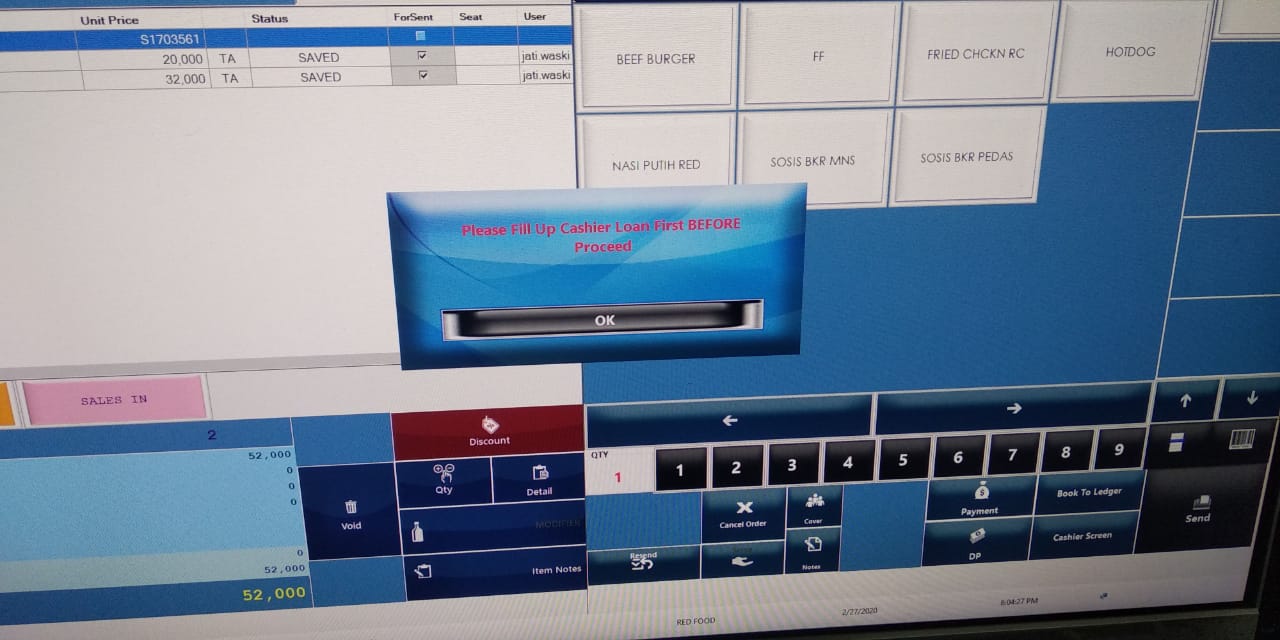 Unit Price Status ForSent Seat User
S1703561
20,000 TA SAVED jati.waski
32,000 TA SAVED jati.waski
BEEF BURGER FF FRIED CHCKN RC HOTDOG
NASI PUTIH RED SOSIS BKR MNS SOSIS BKR PEDAS
Please Fill Up Cashier Loan First BEFORE
Proceed
OK
SALES IN
2
52,000
0
0
0
0
52,000
52,000
Discount
Qty Detail
Void
MODIFIER
Item Notes
QTY
1
1 2 3 4 5 6 7 8 9
Cancel Order Cover Payment Book To Ledger Send
Resend Notes DP Cashier Screen
RED FOOD 2/27/2020 6:04:27 PM